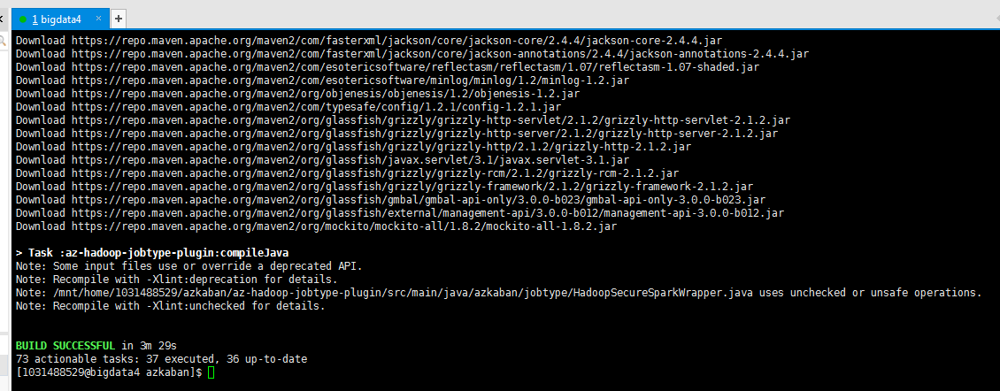 1 bigdata4 × +
Download https://repo.maven.apache.org/maven2/com/fasterxml/jackson/core/jackson-core/2.4.4/jackson-core-2.4.4.jar
Download https://repo.maven.apache.org/maven2/com/fasterxml/jackson/core/jackson-annotations/2.4.4/jackson-annotations-2.4.4.jar
Download https://repo.maven.apache.org/maven2/com/esotericsoftware/reflectasm/reflectasm/1.07/reflectasm-1.07-shaded.jar
Download https://repo.maven.apache.org/maven2/com/esotericsoftware/minlog/minlog/1.2/minlog-1.2.jar
Download https://repo.maven.apache.org/maven2/org/objenesis/objenesis/1.2/objenesis-1.2.jar
Download https://repo.maven.apache.org/maven2/com/typesafe/config/1.2.1/config-1.2.1.jar
Download https://repo.maven.apache.org/maven2/org/glassfish/grizzly/grizzly-http-servlet/2.1.2/grizzly-http-servlet-2.1.2.jar
Download https://repo.maven.apache.org/maven2/org/glassfish/grizzly/grizzly-http-server/2.1.2/grizzly-http-server-2.1.2.jar
Download https://repo.maven.apache.org/maven2/org/glassfish/grizzly/grizzly-http/2.1.2/grizzly-http-2.1.2.jar
Download https://repo.maven.apache.org/maven2/org/glassfish/javax.servlet/3.1/javax.servlet-3.1.jar
Download https://repo.maven.apache.org/maven2/org/glassfish/grizzly/grizzly-rcm/2.1.2/grizzly-rcm-2.1.2.jar
Download https://repo.maven.apache.org/maven2/org/glassfish/grizzly/grizzly-framework/2.1.2/grizzly-framework-2.1.2.jar
Download https://repo.maven.apache.org/maven2/org/glassfish/gmbal/gmbal-api-only/3.0.0-b023/gmbal-api-only-3.0.0-b023.jar
Download https://repo.maven.apache.org/maven2/org/glassfish/external/management-api/3.0.0-b012/management-api-3.0.0-b012.jar
Download https://repo.maven.apache.org/maven2/org/mockito/mockito-all/1.8.2/mockito-all-1.8.2.jar
> Task :az-hadoop-jobtype-plugin:compileJava
Note: Some input files use or override a deprecated API.
Note: Recompile with -Xlint:deprecation for details.
Note: /mnt/home/1031488529/azkaban/az-hadoop-jobtype-plugin/src/main/java/azkaban/jobtype/HadoopSecureSparkWrapper.java uses unchecked or unsafe operations.
Note: Recompile with -Xlint:unchecked for details.
BUILD SUCCESSFUL in 3m 29s
73 actionable tasks: 37 executed, 36 up-to-date
[1031488529@bigdata4 azkaban]$